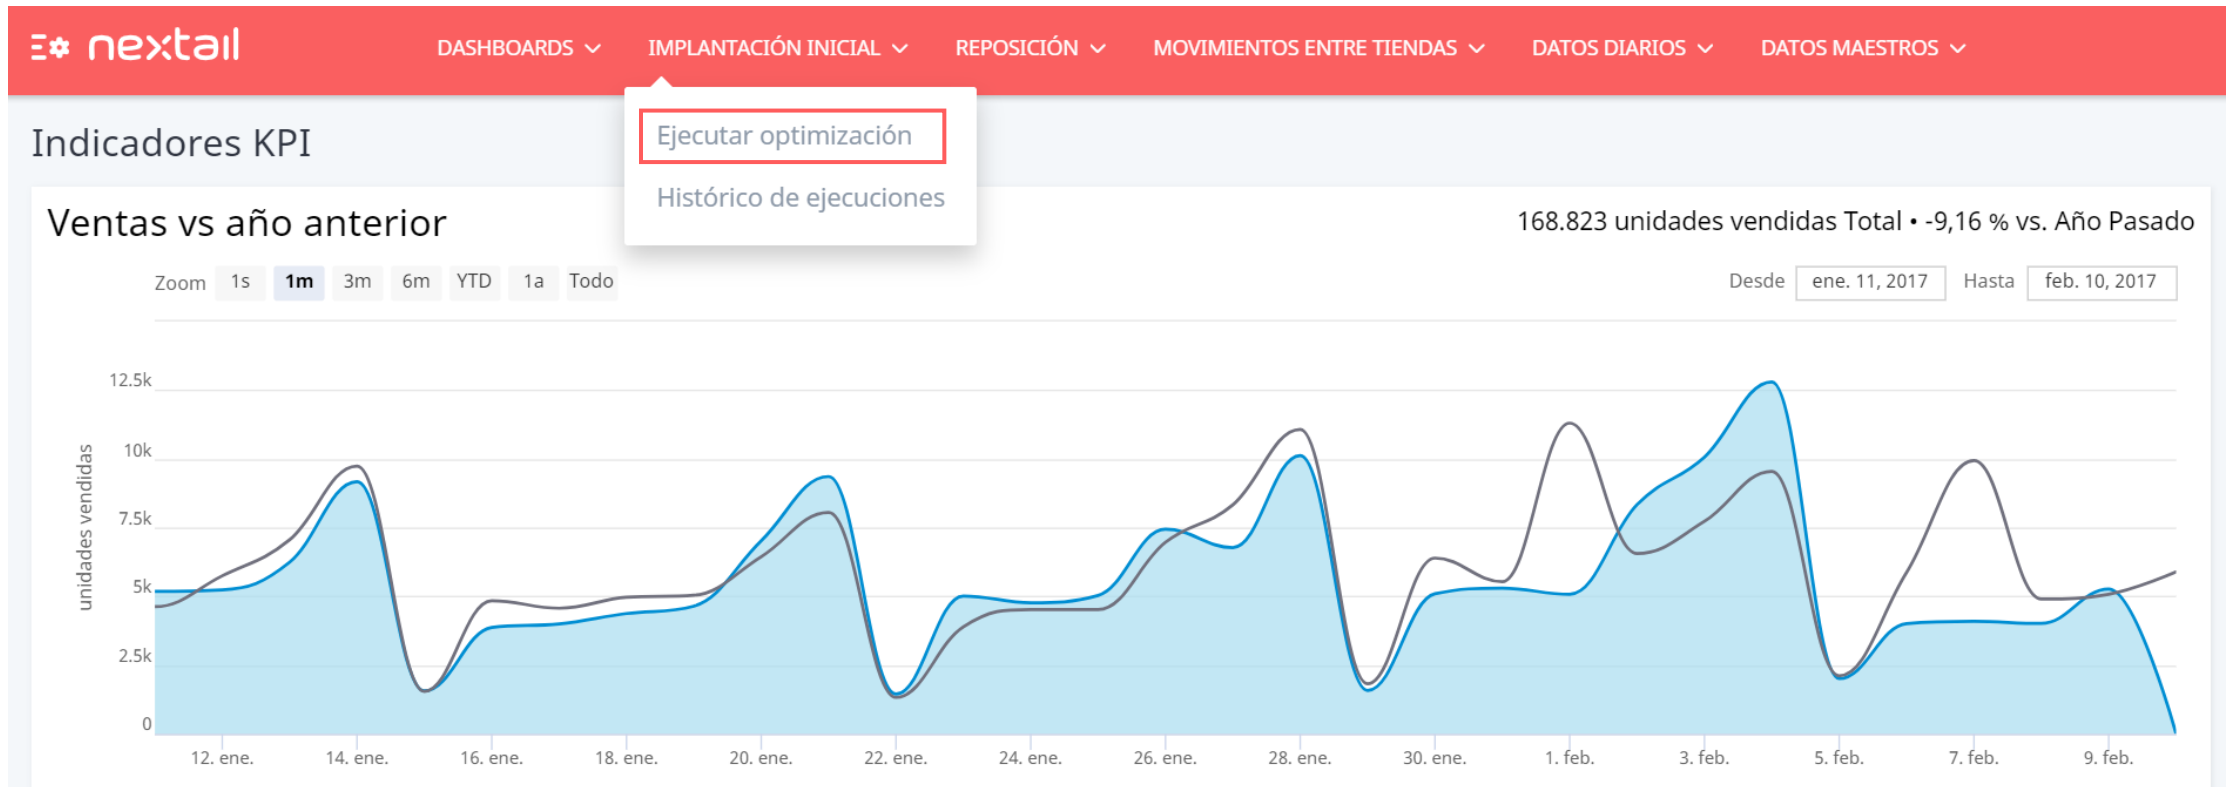 nextail
DASHBOARDS IMPLANTACIÓN INICIAL REPOSICIÓN MOVIMIENTOS ENTRE TIENDAS DATOS DIARIOS DATOS MAESTROS
Ejecutar optimización
Histórico de ejecuciones
Indicadores KPI
Ventas vs año anterior
168.823 unidades vendidas Total • -9,16 % vs. Año Pasado
Zoom 1s 1m 3m 6m YTD 1a Todo
Desde ene. 11, 2017 Hasta feb. 10, 2017
unidades vendidas
12.5k
10k
7.5k
5k
2.5k
0
12. ene. 14. ene. 16. ene. 18. ene. 20. ene. 22. ene. 24. ene. 26. ene. 28. ene. 30. ene. 1. feb. 3. feb. 5. feb. 7. feb. 9. feb.